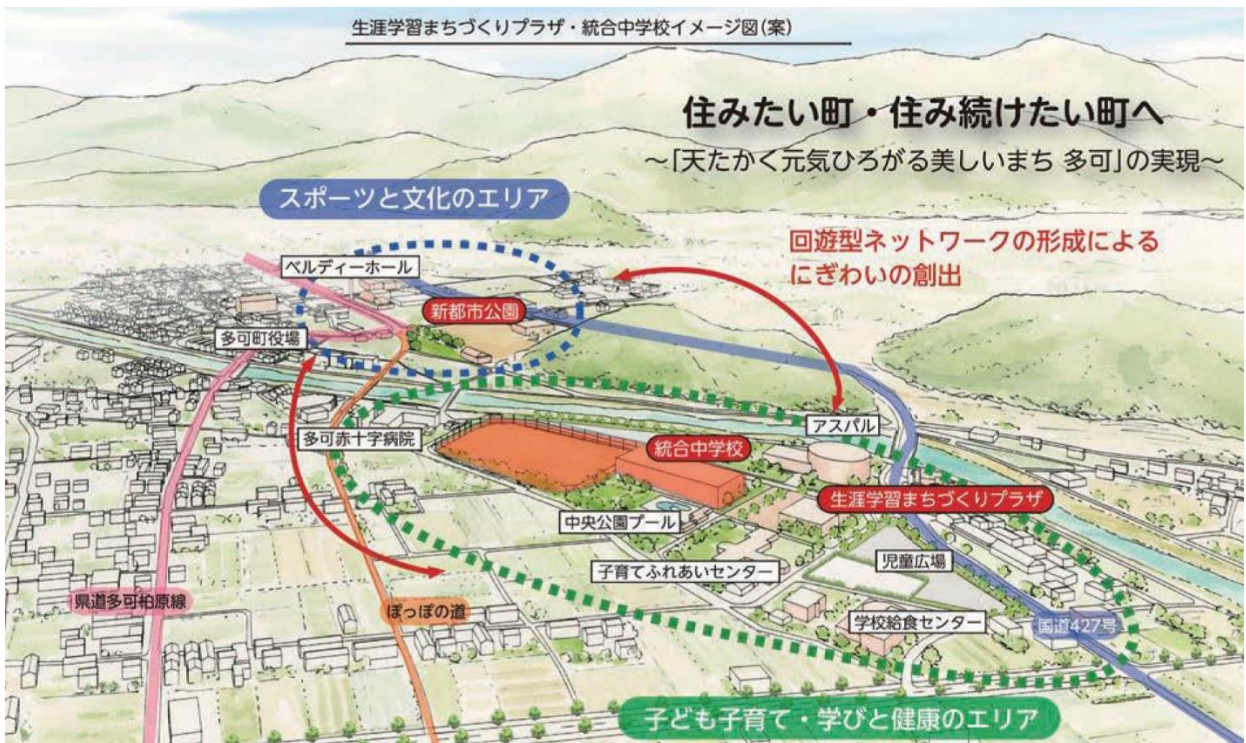 生涯学習まちづくりプラザ・統合中学校イメージ図(案)
住みたい町・住み続けたい町へ
～「天たかく元気ひろがる美しいまち 多可」の実現～
スポーツと文化のエリア
回遊型ネットワークの形成による
にぎわいの創出
ベルディーホール
新都市公園
多可町役場
アスパル
多可赤十字病院
統合中学校
生涯学習まちづくりプラザ
中央公園プール
児童広場
子育てふれあいセンター
県道多可柏原線
ぽっぽの道
学校給食センター
国道427号
子ども子育て・学びと健康のエリア